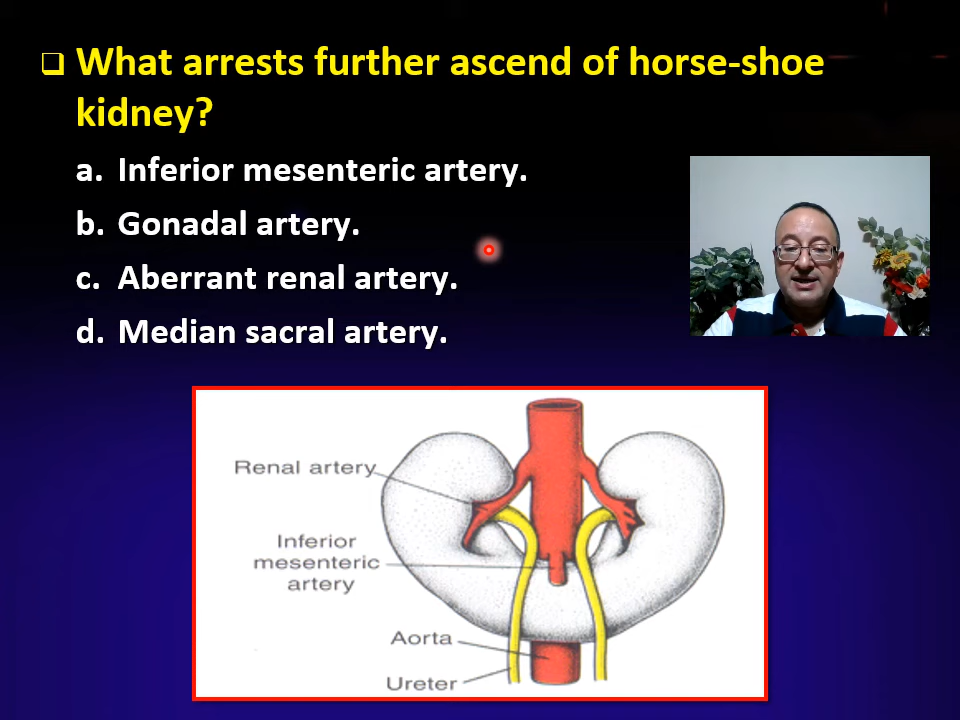 What arrests further ascend of horse-shoe
kidney?
a. Inferior mesenteric artery.
b. Gonadal artery.
c. Aberrant renal artery.
d. Median sacral artery.
Renal artery
Inferior
mesenteric
artery
Aorta
Ureter